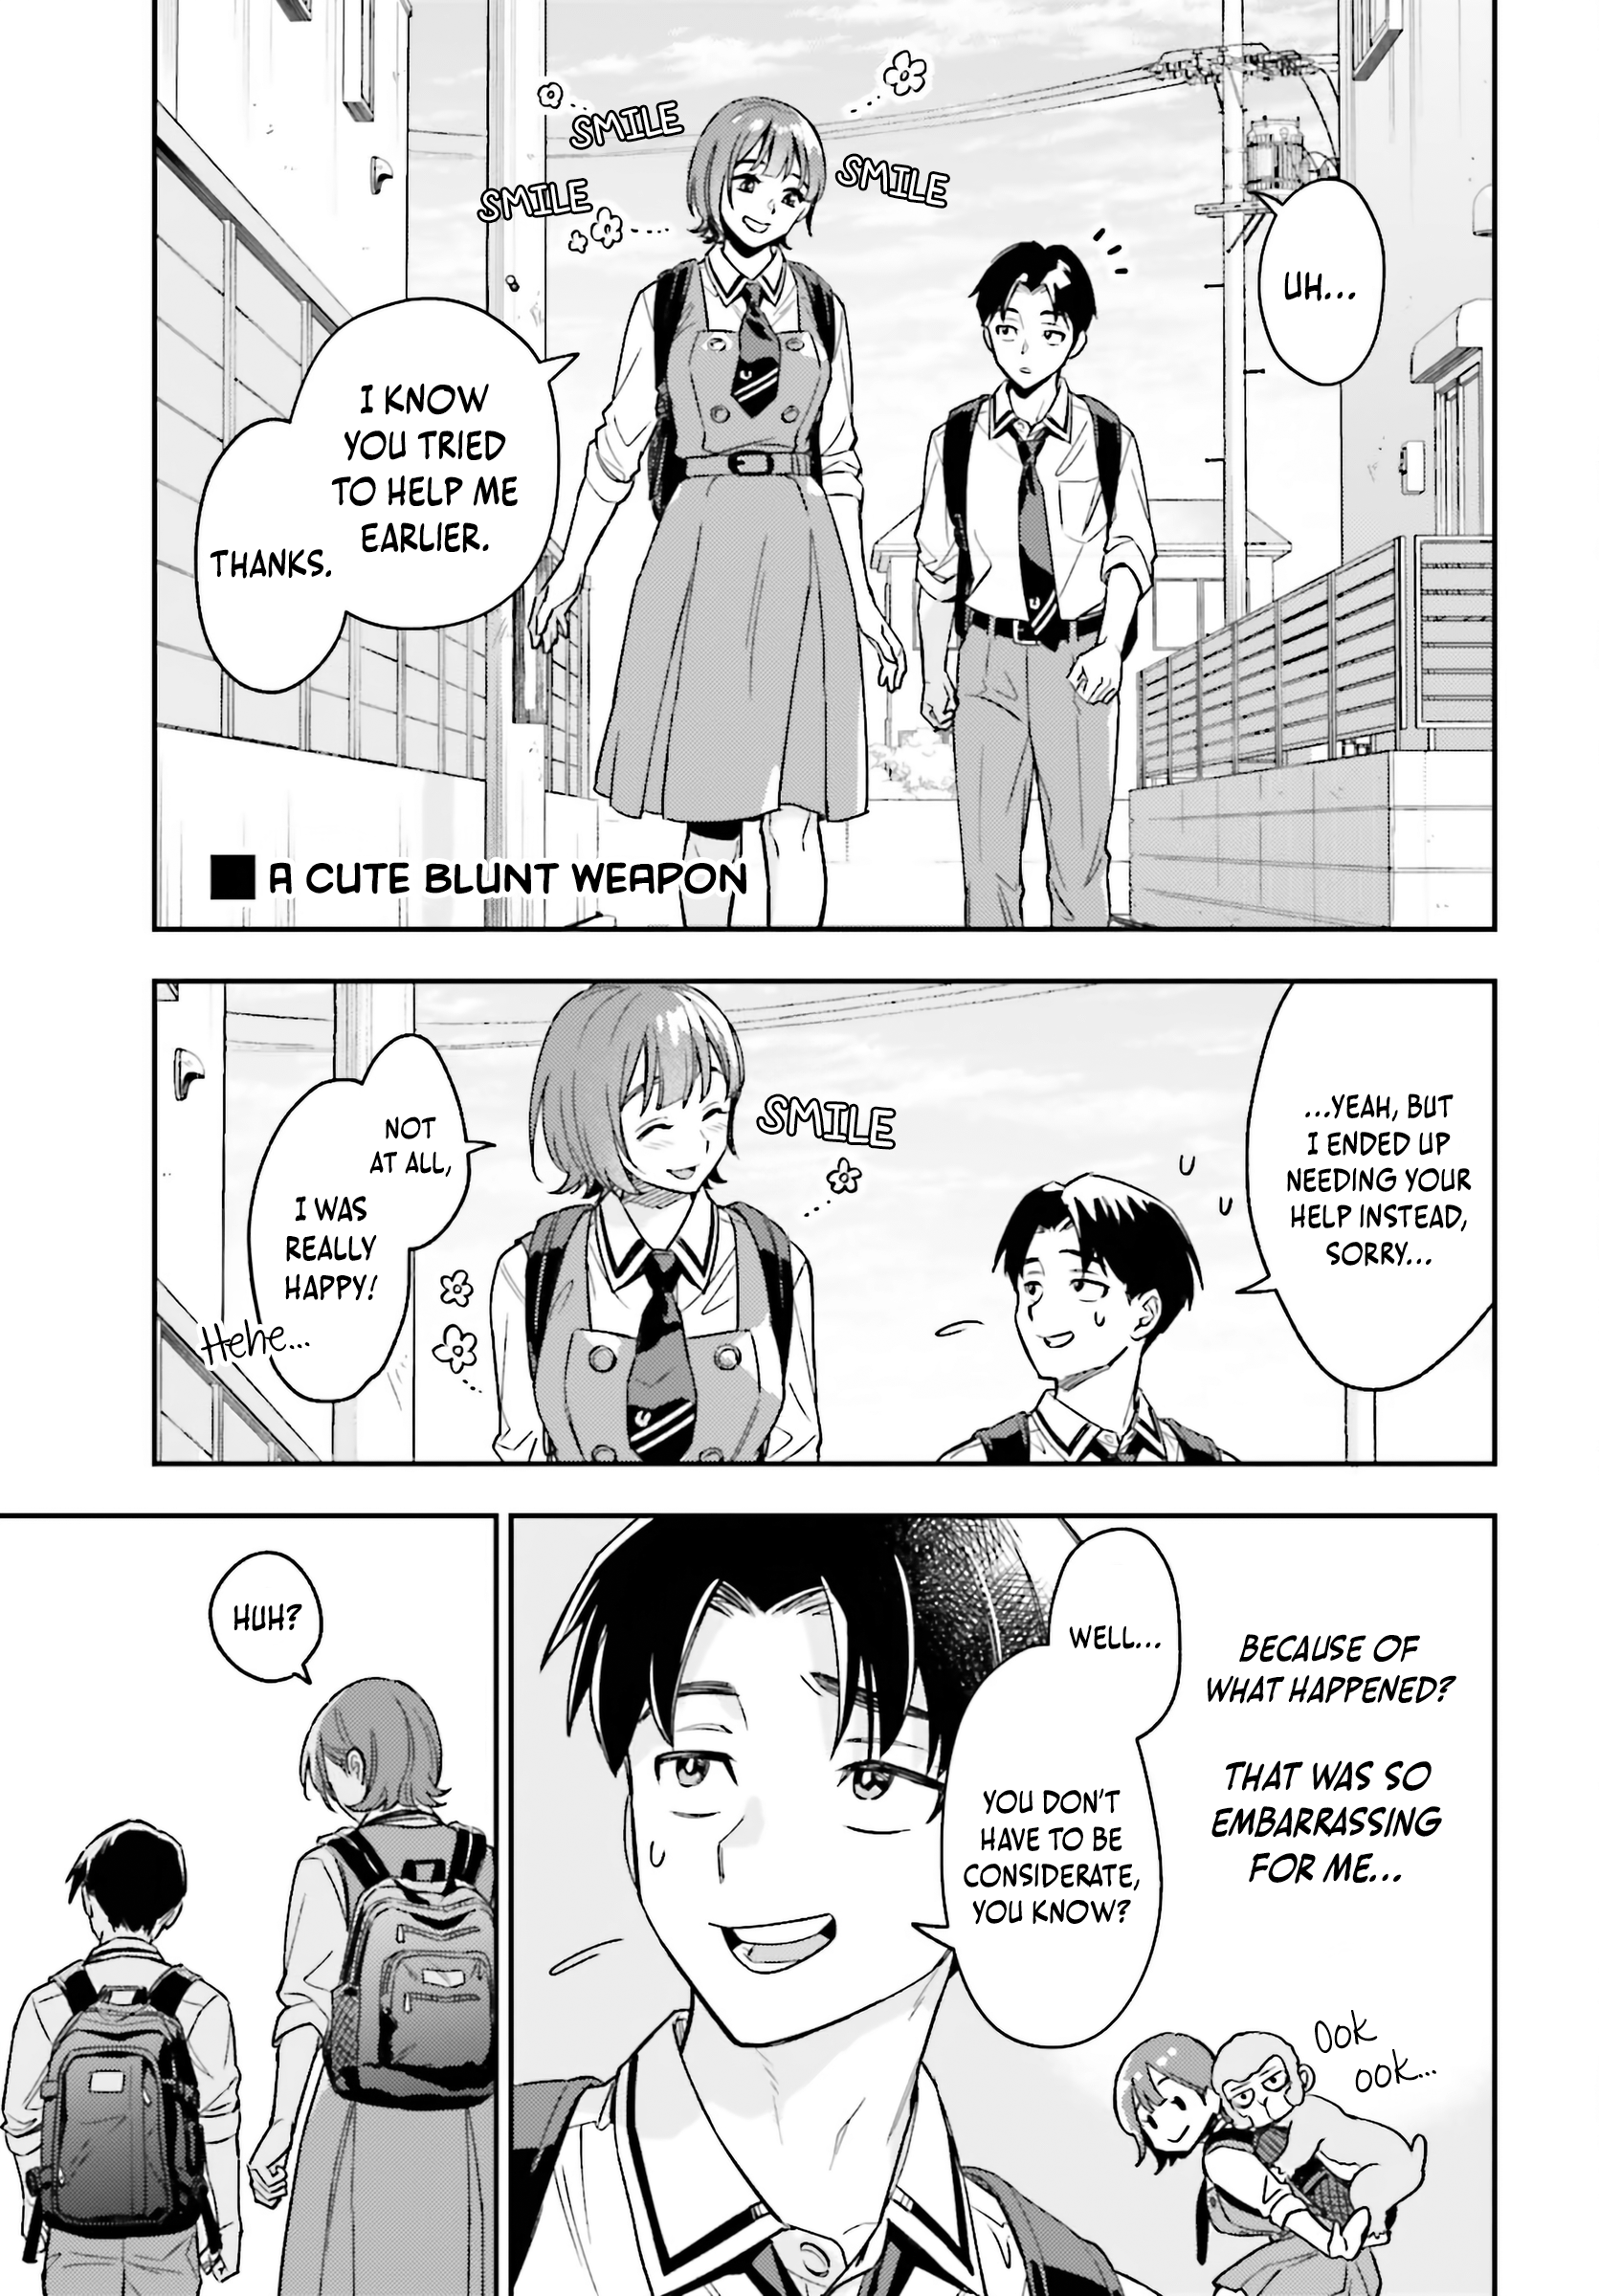 UH...
SMILE
SMILE
SMILE
I KNOW
YOU TRIED
TO HELP ME
EARLIER.
THANKS.
A CUTE BLUNT WEAPON
...YEAH, BUT
I ENDED UP
NEEDING YOUR
HELP INSTEAD,
SORRY...
SMILE
NOT
AT ALL,
I WAS
REALLY
HAPPY!
Hehe...
BECAUSE OF
WHAT HAPPENED?
THAT WAS SO
EMBARRASSING
FOR ME...
WELL...
YOU DON'T
HAVE TO BE
CONSIDERATE,
YOU KNOW?
OOK
OOK...
HUH?